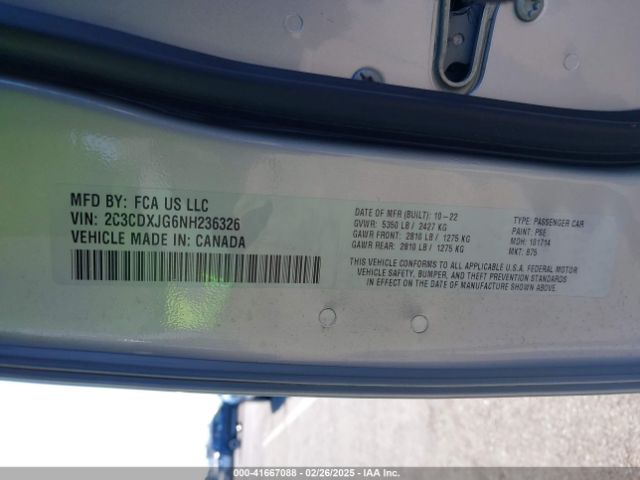 MFD BY: FCA US LLC
VIN: 2C3CDXJG6NH236326
VEHICLE MADE IN: CANADA
DATE OF MFR (BUILT): 10-22
GVWR: 5350 LB / 2427 KG
GAWR FRONT: 2810 LB / 1275 KG
GAWR REAR: 2810 LB / 1275 KG
TYPE: PASSENGER CAR
PAINT: PSE
MDH: 101714
MKT: 875
THIS VEHICLE CONFORMS TO ALL APPLICABLE U.S.A. FEDERAL MOTOR
VEHICLE SAFETY, BUMPER, AND THEFT PREVENTION STANDARDS
IN EFFECT ON THE DATE OF MANUFACTURE SHOWN ABOVE.
000-41667088 - 02/26/2025 - IAA Inc.